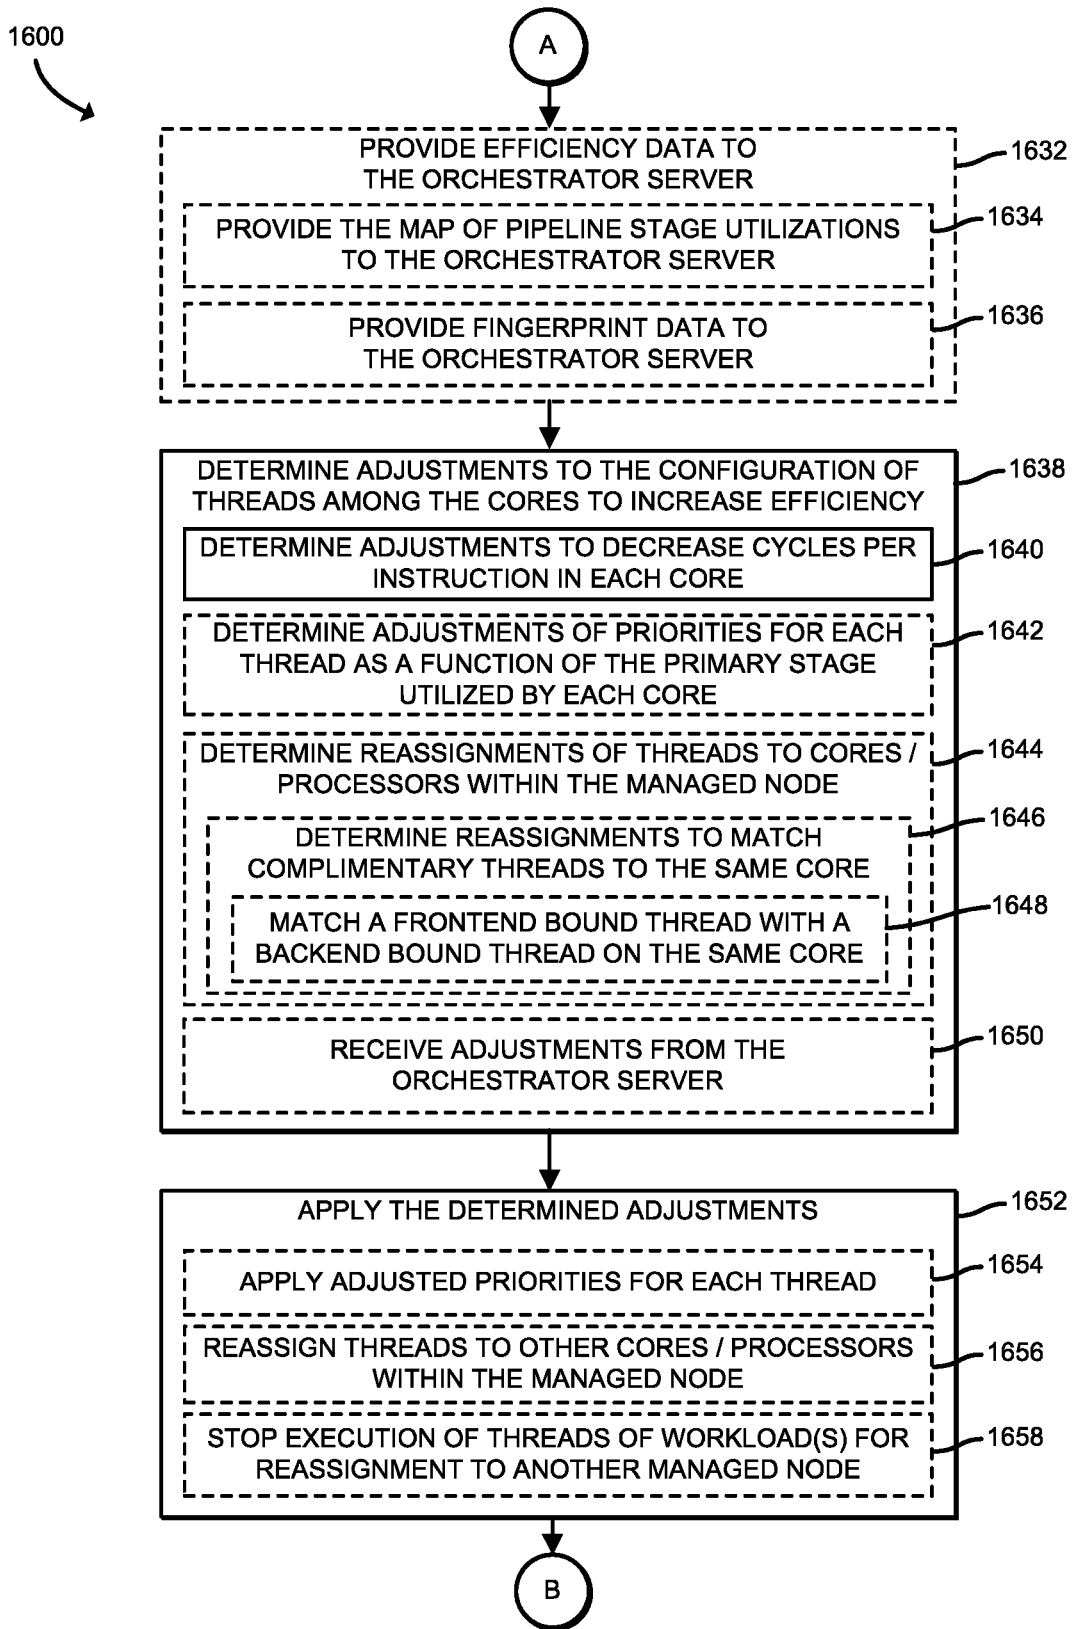 1600
A
PROVIDE EFFICIENCY DATA TO
THE ORCHESTRATOR SERVER
1632
PROVIDE THE MAP OF PIPELINE STAGE UTILIZATIONS
TO THE ORCHESTRATOR SERVER
1634
PROVIDE FINGERPRINT DATA TO
THE ORCHESTRATOR SERVER
1636
DETERMINE ADJUSTMENTS TO THE CONFIGURATION OF
THREADS AMONG THE CORES TO INCREASE EFFICIENCY
1638
DETERMINE ADJUSTMENTS TO DECREASE CYCLES PER
INSTRUCTION IN EACH CORE
1640
DETERMINE ADJUSTMENTS OF PRIORITIES FOR EACH
THREAD AS A FUNCTION OF THE PRIMARY STAGE
UTILIZED BY EACH CORE
1642
DETERMINE REASSIGNMENTS OF THREADS TO CORES /
PROCESSORS WITHIN THE MANAGED NODE
1644
DETERMINE REASSIGNMENTS TO MATCH
COMPLIMENTARY THREADS TO THE SAME CORE
1646
MATCH A FRONTEND BOUND THREAD WITH A
BACKEND BOUND THREAD ON THE SAME CORE
1648
RECEIVE ADJUSTMENTS FROM THE
ORCHESTRATOR SERVER
1650
APPLY THE DETERMINED ADJUSTMENTS
1652
APPLY ADJUSTED PRIORITIES FOR EACH THREAD
1654
REASSIGN THREADS TO OTHER CORES / PROCESSORS
WITHIN THE MANAGED NODE
1656
STOP EXECUTION OF THREADS OF WORKLOAD(S) FOR
REASSIGNMENT TO ANOTHER MANAGED NODE
1658
B